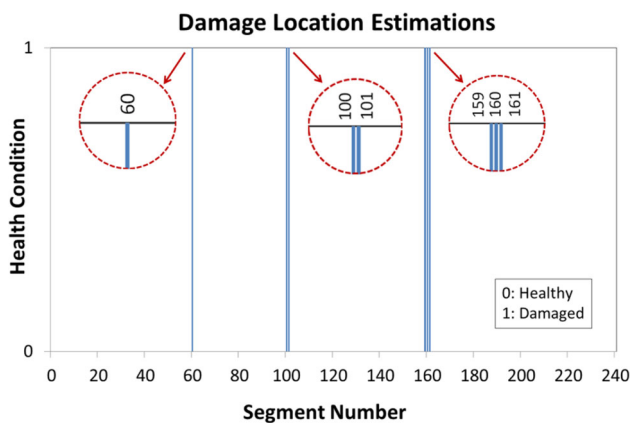 Damage Location Estimations
1
60
100
101
159
160
161
Health Condition
0: Healthy
1: Damaged
0
0 20 40 60 80 100 120 140 160 180 200 220 240
Segment Number